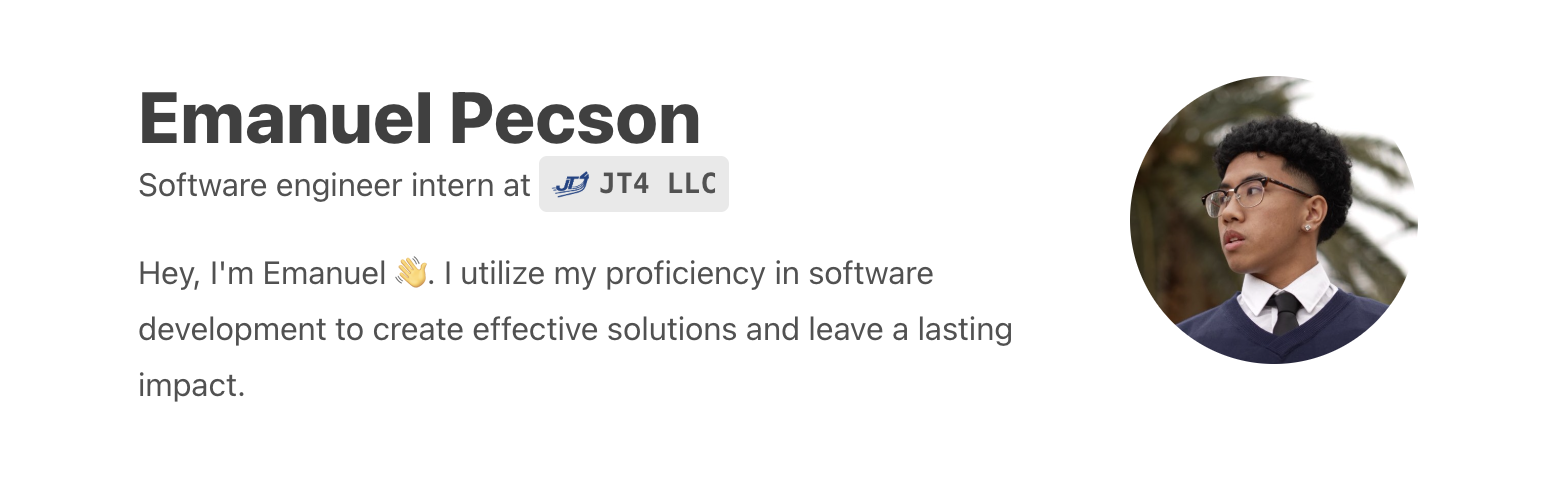 Emanuel Pecson
Software engineer intern at JT4 JT4 LLC
Hey, I'm Emanuel 👋. I utilize my proficiency in software
development to create effective solutions and leave a lasting
impact.